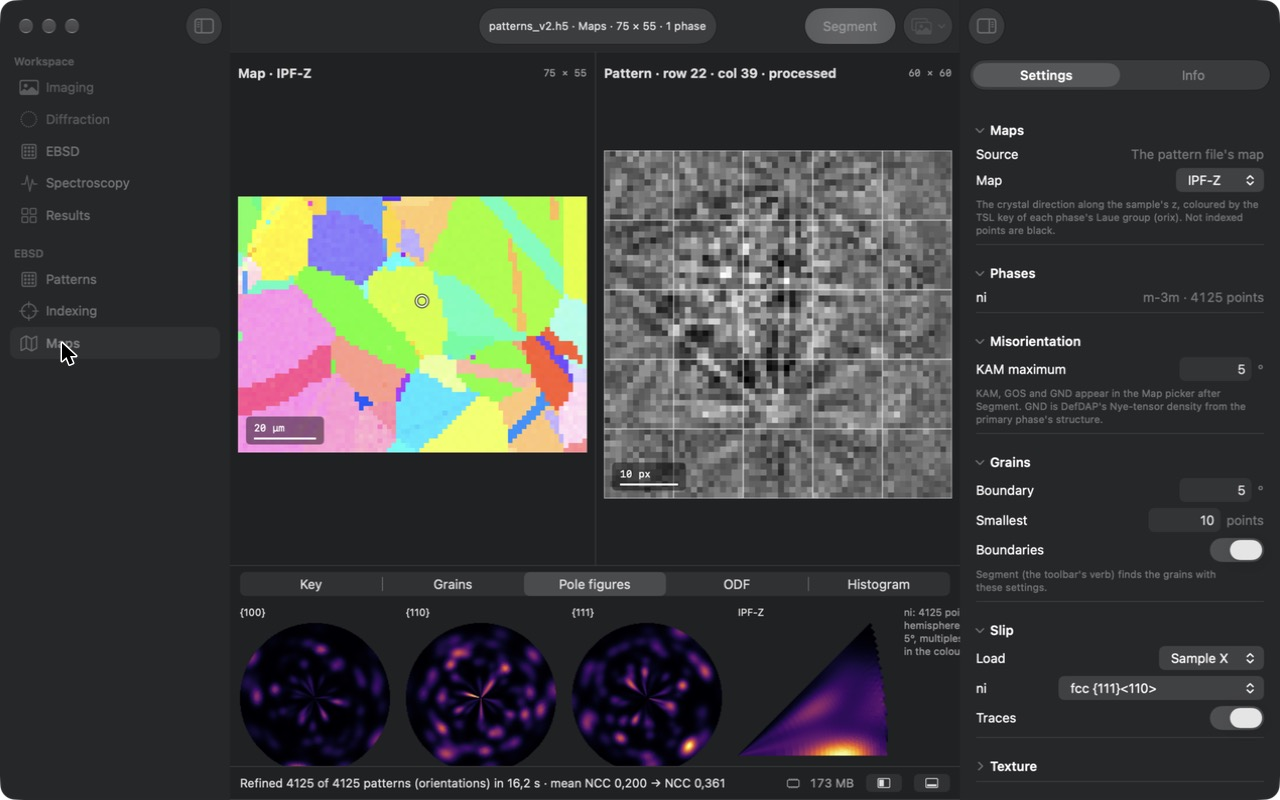 patterns_v2.h5 · Maps · 75 × 55 · 1 phase
Segment
Workspace
Imaging
Diffraction
EBSD
Spectroscopy
Results
EBSD
Patterns
Indexing
Maps
Map · IPF-Z
75 × 55
20 μm
Pattern · row 22 · col 39 · processed
60 × 60
10 px
Key
Grains
Pole figures
ODF
Histogram
{100}
{110}
{111}
IPF-Z
ni: 4125
hemisphere
5°,
in the
Refined 4125 of 4125 patterns (orientations) in 16,2 s · mean NCC 0,200 → NCC 0,361
173 MB
Settings
Info
Maps
Source
The pattern file's map
Map
IPF-Z
The crystal direction along the sample's z, coloured by the
TSL key of each phase's Laue group (orix). Not indexed
points are black.
Phases
ni
m-3m · 4125 points
Misorientation
KAM maximum
5 °
KAM, GOS and GND appear in the Map picker after
Segment. GND is DefDAP's Nye-tensor density from the
primary phase's structure.
Grains
Boundary
5 °
Smallest
10 points
Boundaries
Segment (the toolbar's verb) finds the grains with
these settings.
Slip
Load
Sample X
ni
fcc {111}<110>
Traces
Texture